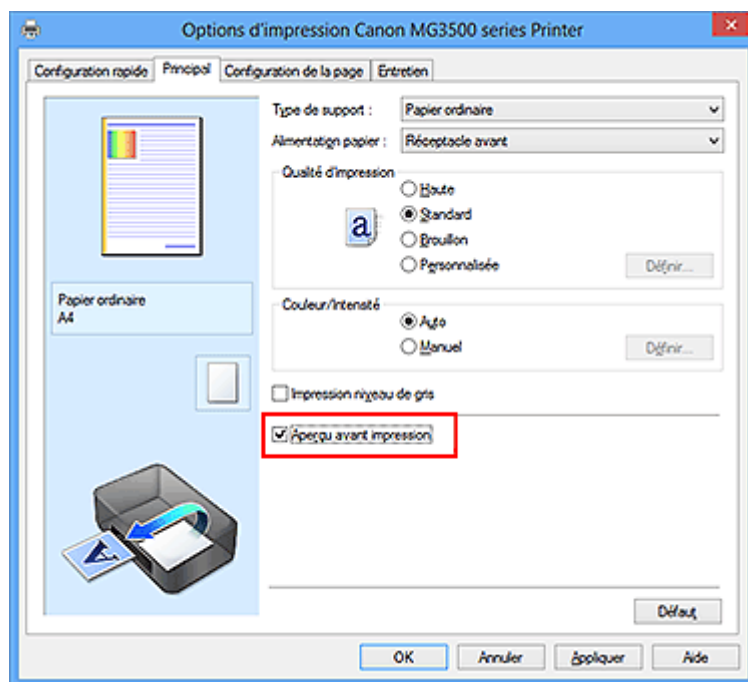 Options d'impression Canon MG3500 series Printer
Configuration rapide Principal Configuration de la page Entretien
Type de support : Papier ordinaire
Alimentation papier : Réceptacle avant
Qualité d'impression
Haute
a
Standard
Brouillon
Personnalisée Définir...
Papier ordinaire
A4
Couleur/Intensité
Auto
Manuel Définir...
Impression niveau de gris
Aperçu avant impression
A
Défaut
OK Annuler Appliquer Aide